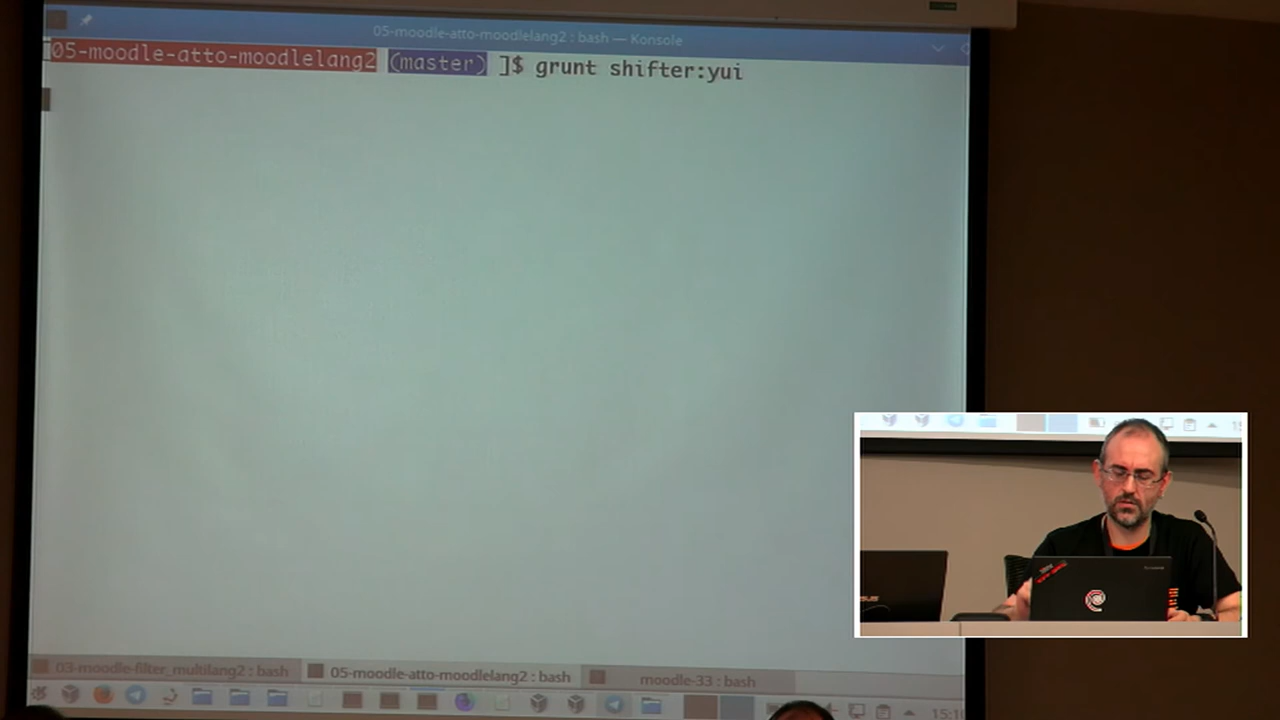 05-moodle-atto-moodlelang2 : bash — Konsole
05-moodle-atto-moodlelang2 (master) ]$ grunt shifter:yui
03-moodle-filter_multilang2 : bash
05-moodle-atto-moodlelang2 : bash
moodle-33 : bash